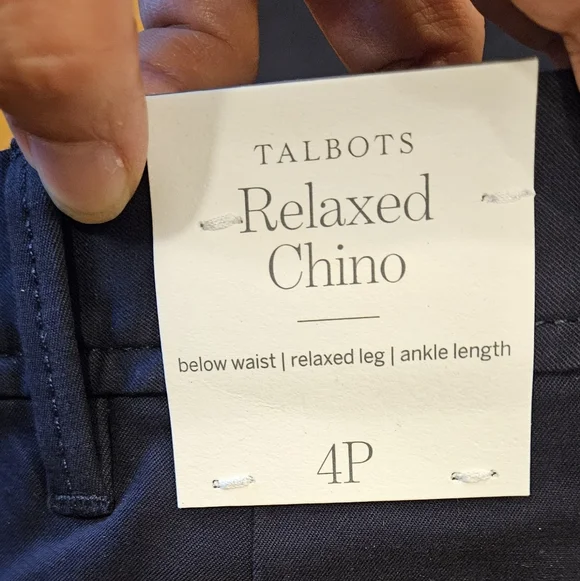 TALBOTS
Relaxed
Chino
below waist | relaxed leg | ankle length
4P